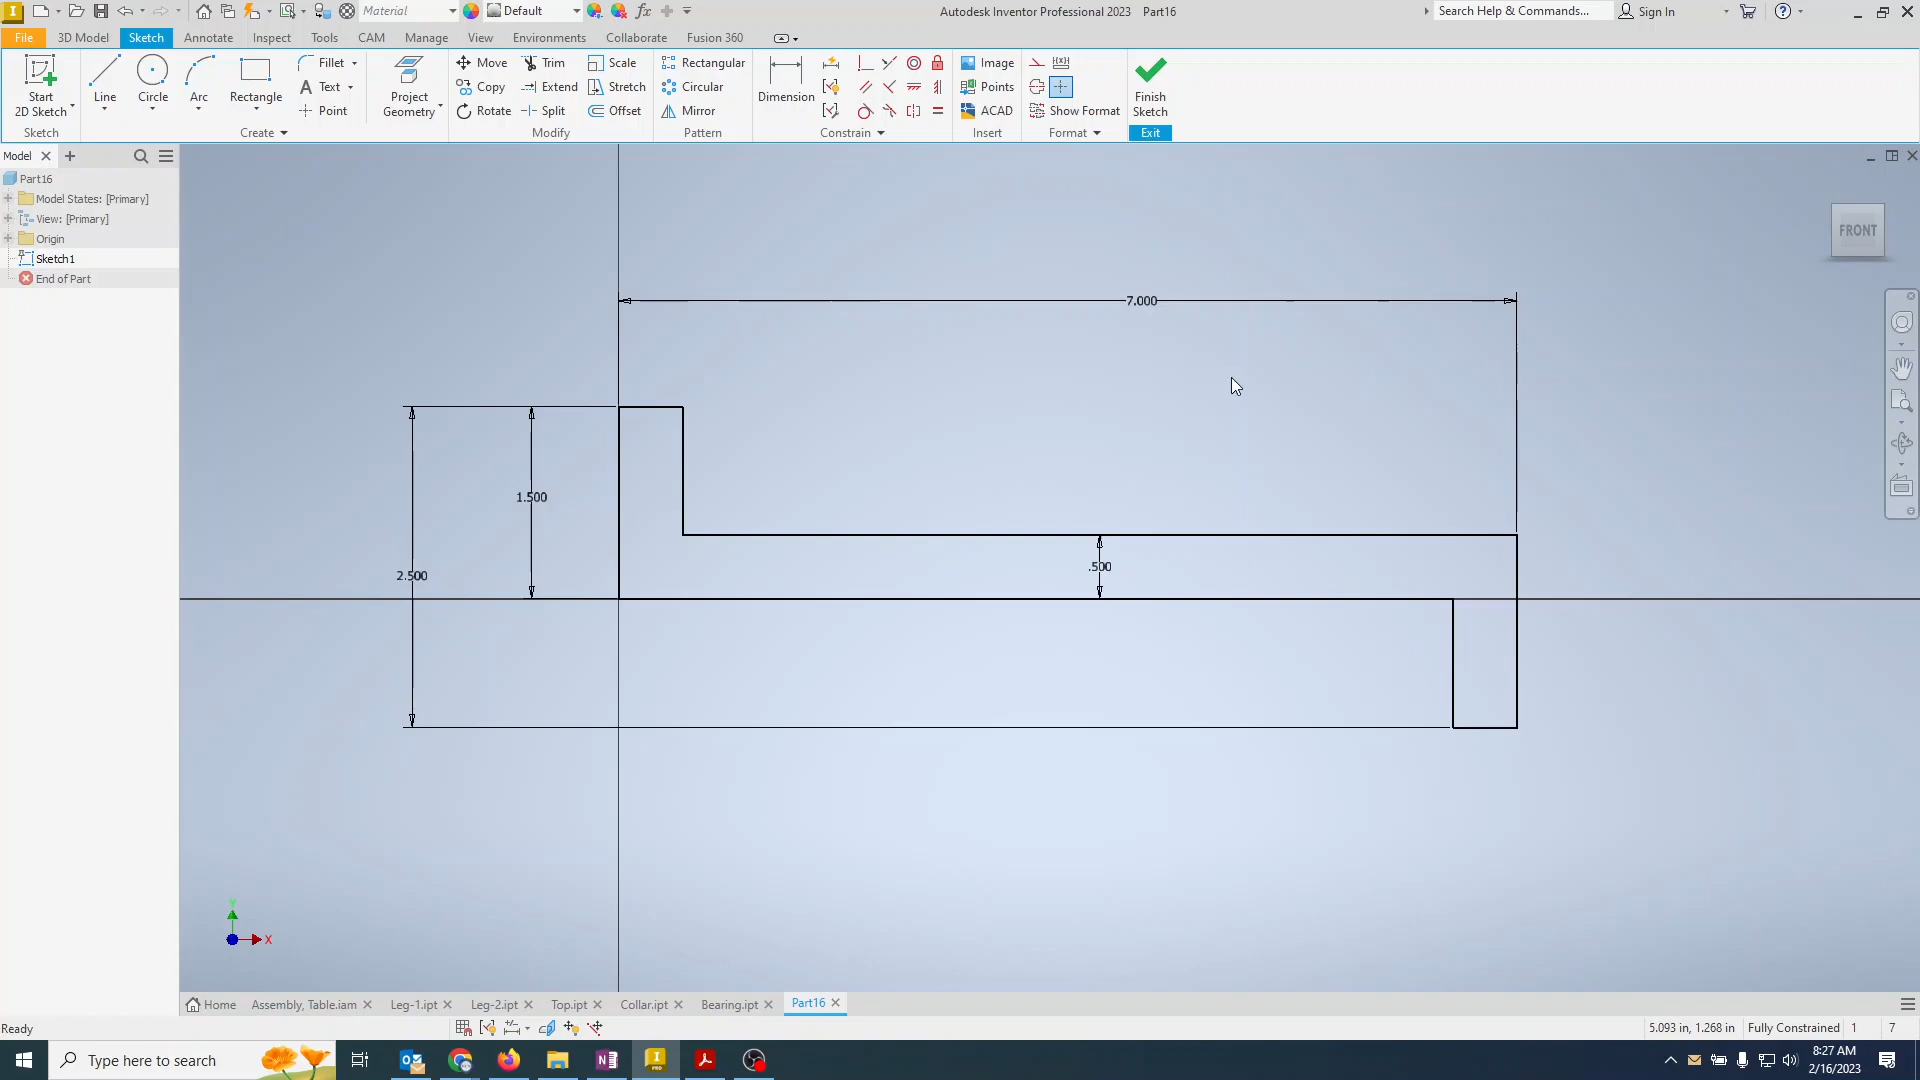 Material
Default
Autodesk Inventor Professional 2023 Part16
Search Help & Commands...
Sign In
File
3D Model
Sketch
Annotate
Inspect
Tools
CAM
Manage
View
Environments
Collaborate
Fusion 360
Start
2D Sketch
Line
Circle
Arc
Rectangle
Fillet
Text
Point
Project
Geometry
Move
Copy
Rotate
Trim
Extend
Split
Scale
Stretch
Offset
Rectangular
Circular
Mirror
Dimension
Image
Points
ACAD
Show Format
Finish
Sketch
Sketch
Create
Modify
Pattern
Constrain
Insert
Format
Exit
Model
Part16
Model States: [Primary]
View: [Primary]
Origin
Sketch1
End of Part
FRONT
7.000
1.500
2.500
.500
Y
X
Home
Assembly, Table.iam
Leg-1.ipt
Leg-2.ipt
Top.ipt
Collar.ipt
Bearing.ipt
Part16
Ready
5.093 in, 1.268 in
Fully Constrained
1
7
Type here to search
8:27 AM
2/16/2023